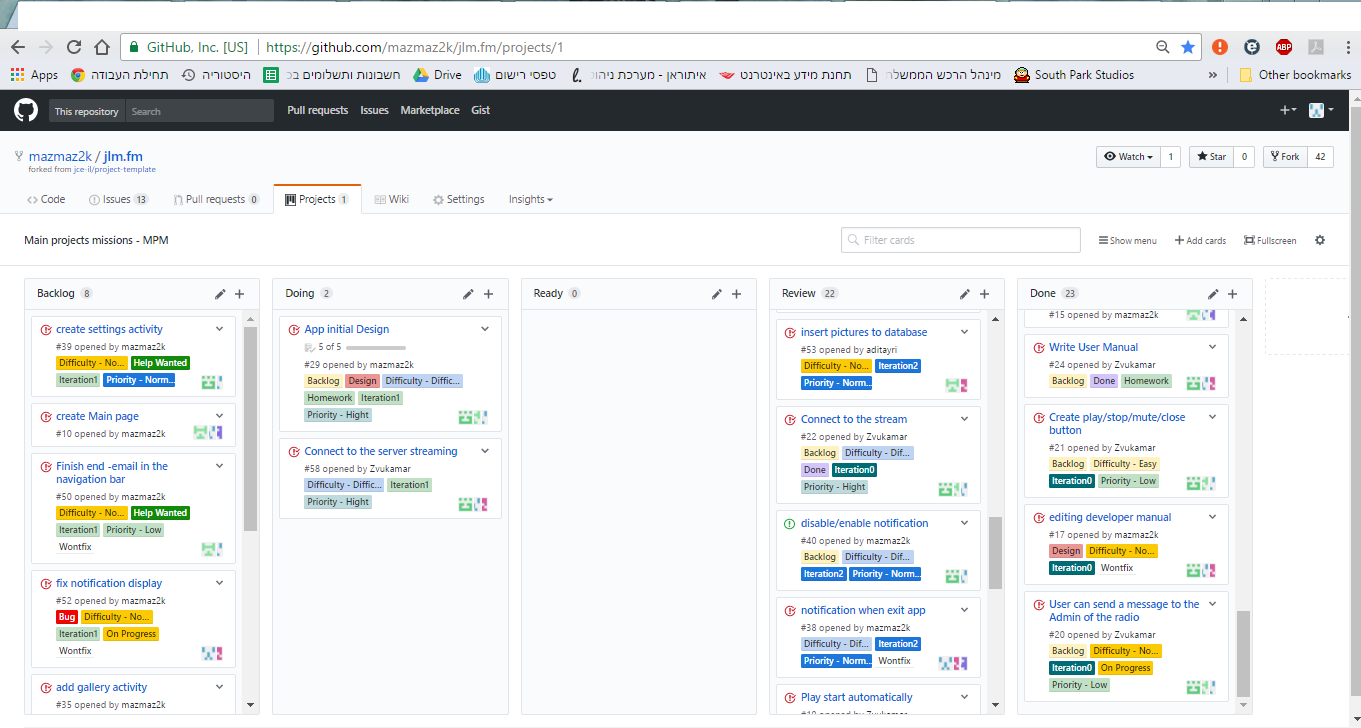 GitHub, Inc. [US] https://github.com/mazmaz2k/jlm.fm/projects/1
ABP
Apps תחילת העבודה היסטוריה חשבונות ותשלומים Drive טפסי רישום איתוראן - מערכת ניהול תחנת מידע באינטרנט מינהל הרכש הממשלתי South Park Studios » Other bookmarks
This repository Search Pull requests Issues Marketplace Gist
mazmaz2k / jlm.fm
forked from jce-il/project-template
Watch 1 Star 0 Fork 42
Code Issues 13 Pull requests 0 Projects 1 Wiki Settings Insights
Main projects missions - MPM
Filter cards Show menu Add cards Fullscreen
Backlog 8
create settings activity
#39 opened by mazmaz2k
Difficulty - No... Help Wanted
Iteration1 Priority - Norm...
create Main page
#10 opened by mazmaz2k
Finish end -email in the
navigation bar
#50 opened by mazmaz2k
Difficulty - No... Help Wanted
Iteration1 Priority - Low
Wontfix
fix notification display
#52 opened by mazmaz2k
Bug Difficulty - No...
Iteration1 On Progress
Wontfix
add gallery activity
#35 opened by mazmaz2k
Doing 2
App initial Design
5 of 5
#29 opened by mazmaz2k
Backlog Design Difficulty - Diffic...
Homework Iteration1
Priority - Hight
Connect to the server streaming
#58 opened by Zvukamar
Difficulty - Diffic... Iteration1
Priority - Hight
Ready 0
Review 22
insert pictures to database
#53 opened by aditayri
Difficulty - No... Iteration2
Priority - Norm...
Connect to the stream
#22 opened by Zvukamar
Backlog Difficulty - Dif...
Done Iteration0
Priority - Hight
disable/enable notification
#40 opened by mazmaz2k
Backlog Difficulty - Dif...
Iteration2 Priority - Norm...
notification when exit app
#38 opened by mazmaz2k
Difficulty - Dif... Iteration2
Priority - Norm... Wontfix
Play start automatically
Done 23
#15 opened by mazmaz2k
Write User Manual
#24 opened by Zvukamar
Backlog Done Homework
Create play/stop/mute/close
button
#21 opened by Zvukamar
Backlog Difficulty - Easy
Iteration0 Priority - Low
editing developer manual
#17 opened by mazmaz2k
Design Difficulty - No...
Iteration0 Wontfix
User can send a message to the
Admin of the radio
#20 opened by Zvukamar
Backlog Difficulty - No...
Iteration0 On Progress
Priority - Low